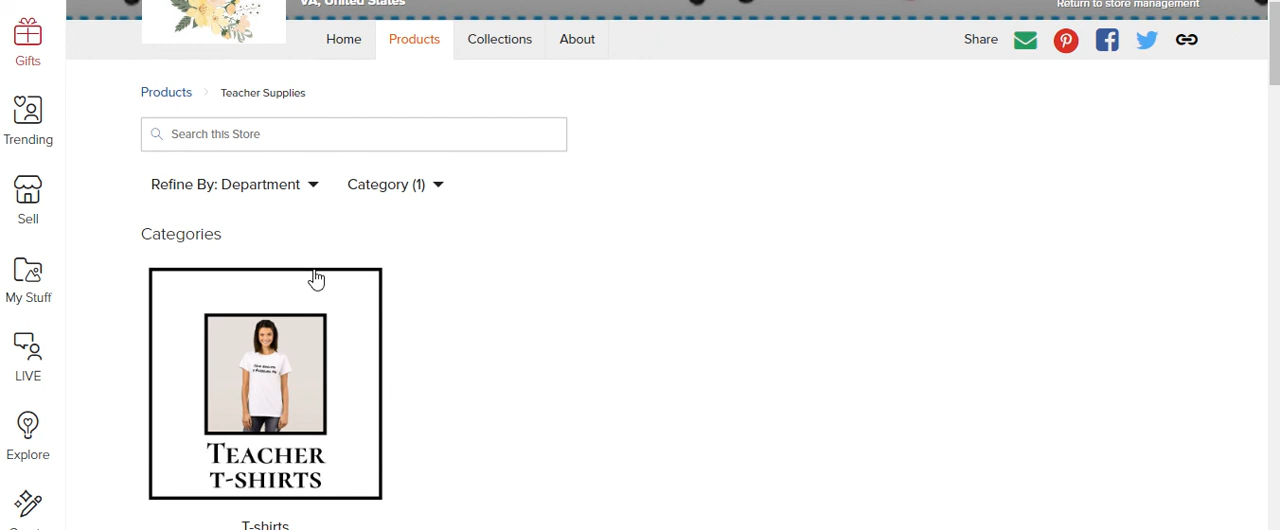 VA, United States
Return to store management
Home
Products
Collections
About
Share
Gifts
Trending
Sell
My Stuff
LIVE
Explore
Products > Teacher Supplies
Search this Store
Refine By: Department
Category (1)
Categories
TEACHER
T-SHIRTS
T-shirts